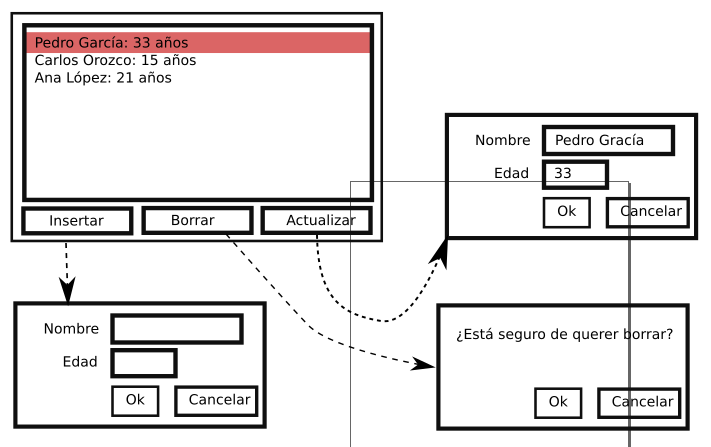 Pedro García: 33 años
Carlos Orozco: 15 años
Ana López: 21 años
Insertar
Borrar
Actualizar
Nombre
Pedro Gracía
Edad
33
Ok
Cancelar
Nombre
Edad
Ok
Cancelar
¿Está seguro de querer borrar?
Ok
Cancelar